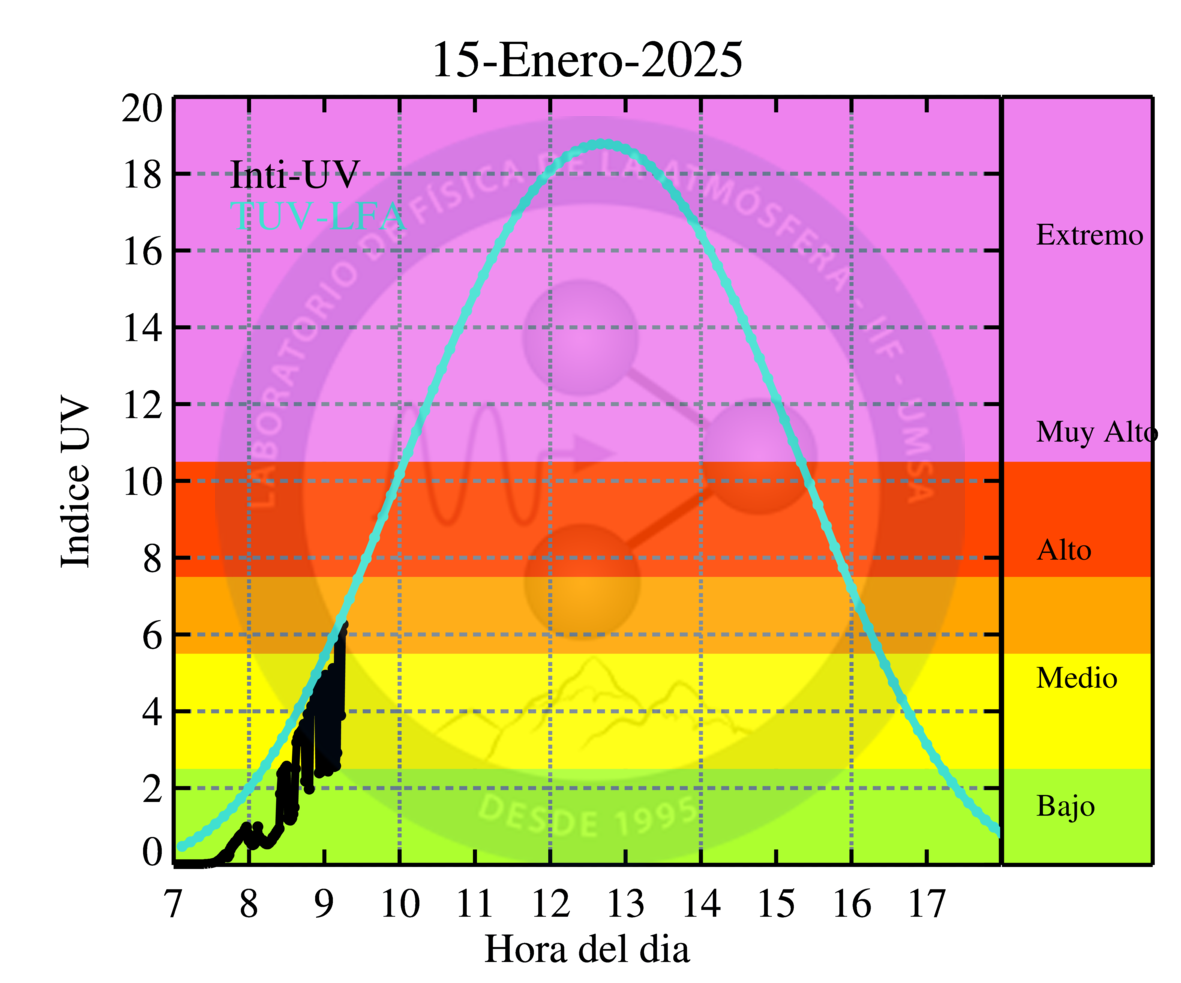 15-Enero-2025
20
18
16
14
12
10
8
6
4
2
0
Indice UV
Inti-UV
TUV-LFA
LABORATORIO DE FÍSICA DE LA ATMÓSFERA - IIF - UMSA
DESDE 1995
Extremo
Muy Alto
Alto
Medio
Bajo
7 8 9 10 11 12 13 14 15 16 17
Hora del dia